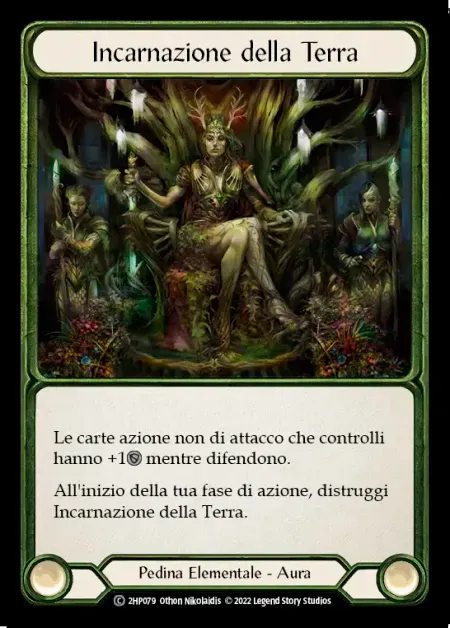 Incarnazione della Terra
Le carte azione non di attacco che controlli
hanno +1 mentre difendono.
All'inizio della tua fase di azione, distruggi
Incarnazione della Terra.
Pedina Elementale - Aura
C 2HP079 Othon Nikolaidis © 2022 Legend Story Studios